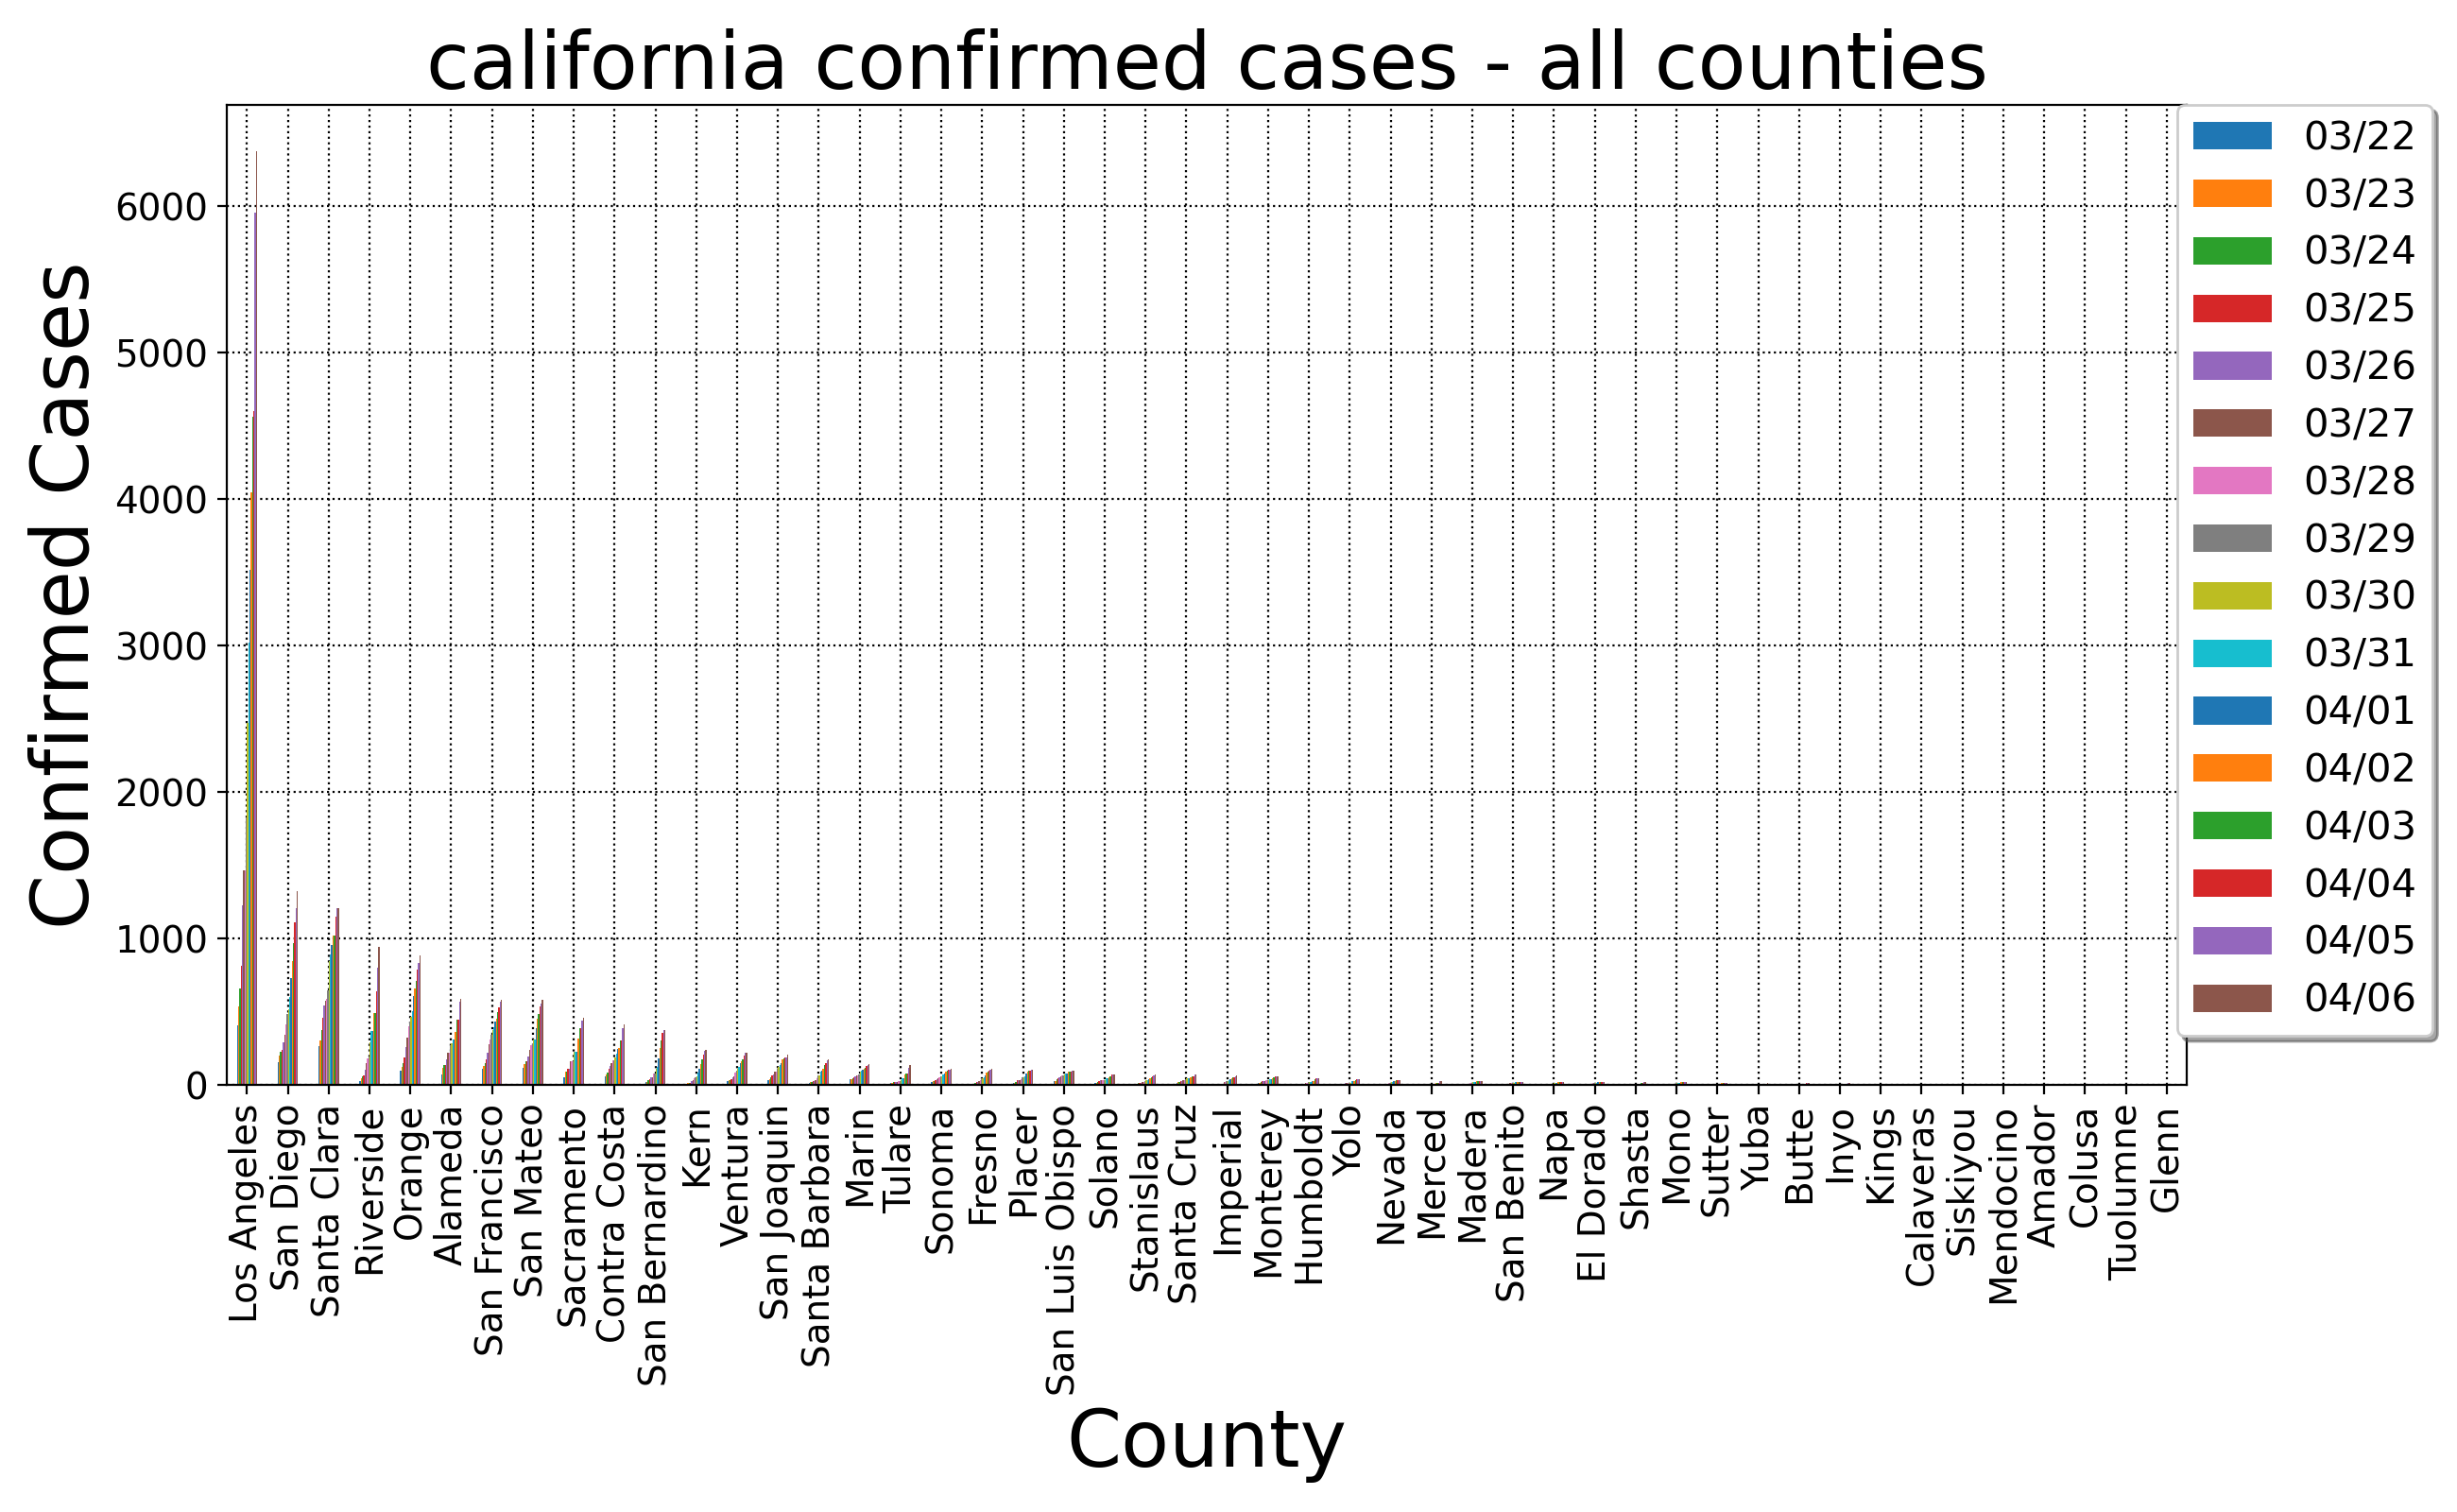 california confirmed cases - all counties
Confirmed Cases
6000
5000
4000
3000
2000
1000
0
03/22
03/23
03/24
03/25
03/26
03/27
03/28
03/29
03/30
03/31
04/01
04/02
04/03
04/04
04/05
04/06
Los Angeles
San Diego
Santa Clara
Riverside
Orange
Alameda
San Francisco
San Mateo
Sacramento
Contra Costa
San Bernardino
Kern
Ventura
San Joaquin
Santa Barbara
Marin
Tulare
Sonoma
Fresno
Placer
San Luis Obispo
Solano
Stanislaus
Santa Cruz
Imperial
Monterey
Humboldt
Yolo
Nevada
Merced
Madera
San Benito
Napa
El Dorado
Shasta
Mono
Sutter
Yuba
Butte
Inyo
Kings
Calaveras
Siskiyou
Mendocino
Amador
Colusa
Tuolumne
Glenn
County